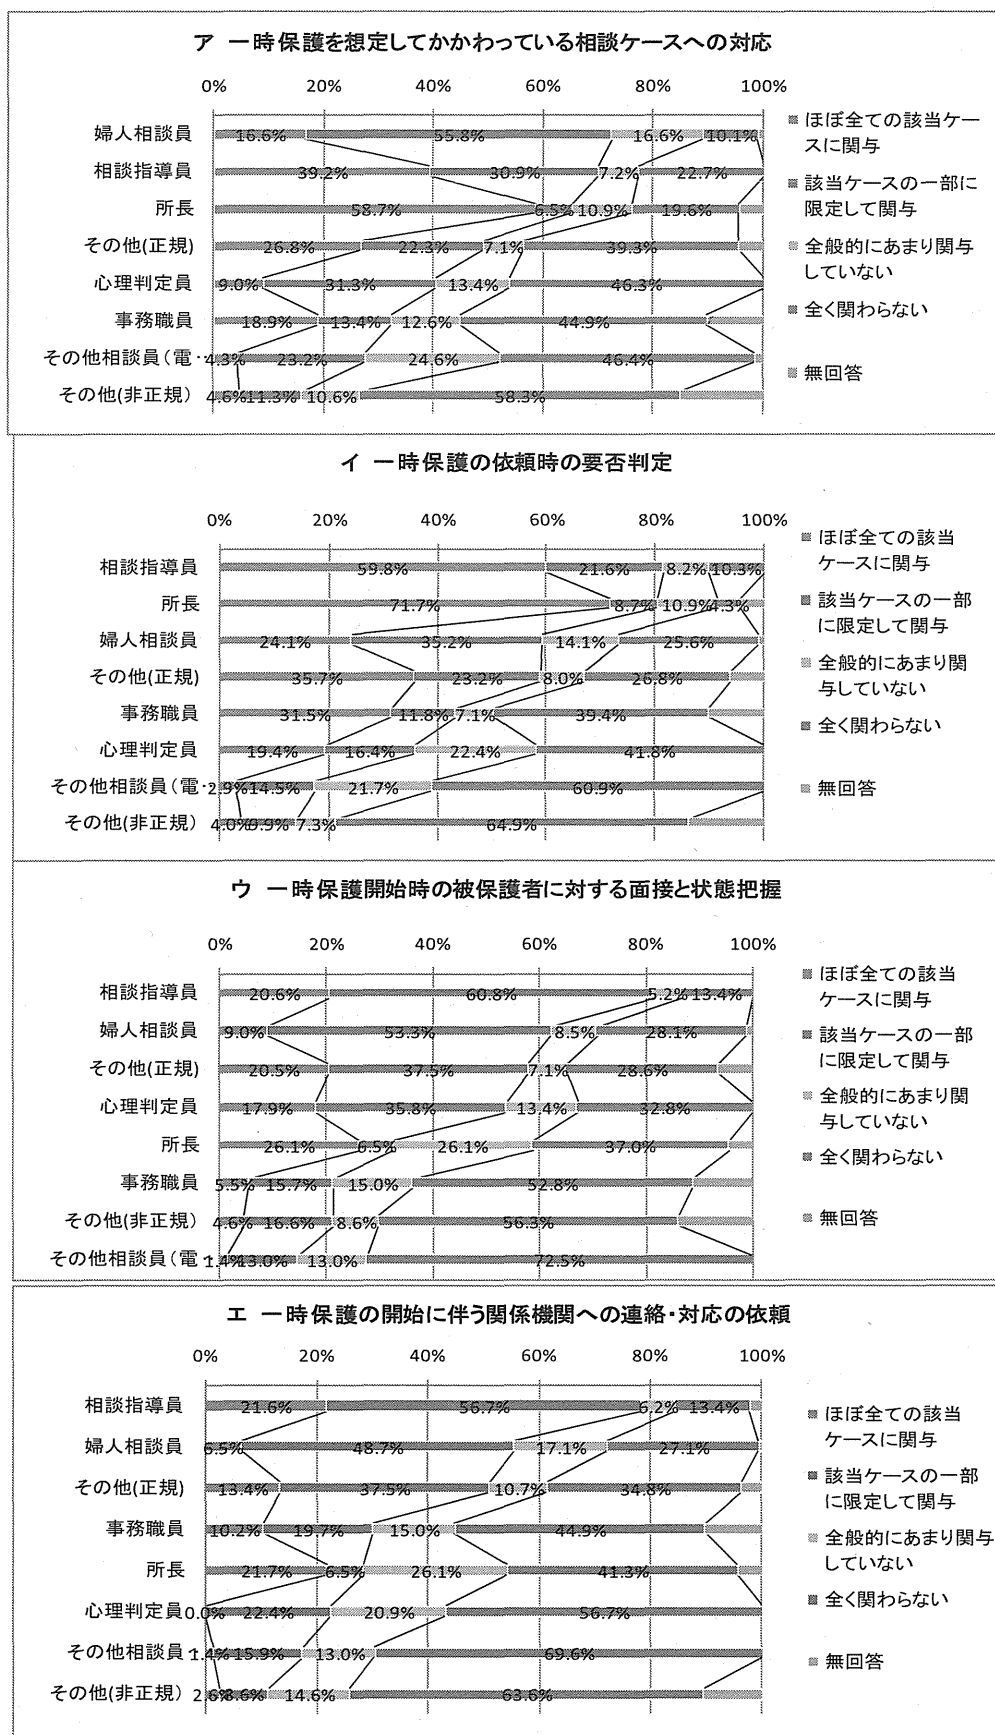 ア 一時保護を想定してかかわっている相談ケースへの対応
0% 20% 40% 60% 80% 100%
婦人相談員 16.6% 55.8% 16.6% 10.1%
相談指導員 39.2% 30.9% 7.2% 22.7%
所長 58.7% 6.5% 10.9% 19.6%
その他(正規) 26.8% 22.3% 7.1% 39.3%
心理判定員 9.0% 31.3% 13.4% 46.3%
事務職員 18.9% 13.4% 12.6% 44.9%
その他相談員(電・ 4.3% 23.2% 24.6% 46.4%
その他(非正規) 4.6% 11.3% 10.6% 58.3%
ほぼ全ての該当ケー
スに関与
該当ケースの一部に
限定して関与
全般的にあまり関与
していない
全く関わらない
無回答
イ 一時保護の依頼時の要否判定
0% 20% 40% 60% 80% 100%
相談指導員 59.8% 21.6% 8.2% 10.3%
所長 71.7% 8.7% 10.9% 4.3%
婦人相談員 24.1% 35.2% 14.1% 25.6%
その他(正規) 35.7% 23.2% 8.0% 26.8%
事務職員 31.5% 11.8% 7.1% 39.4%
心理判定員 19.4% 16.4% 22.4% 41.8%
その他相談員(電・ 2.9% 14.5% 21.7% 60.9%
その他(非正規) 4.0% 9.9% 7.3% 64.9%
ほぼ全ての該当
ケースに関与
該当ケースの一部
に限定して関与
全般的にあまり関
与していない
全く関わらない
無回答
ウ 一時保護開始時の被保護者に対する面接と状態把握
0% 20% 40% 60% 80% 100%
相談指導員 20.6% 60.8% 5.2% 13.4%
婦人相談員 9.0% 53.3% 8.5% 28.1%
その他(正規) 20.5% 37.5% 7.1% 28.6%
心理判定員 17.9% 35.8% 13.4% 32.8%
所長 26.1% 6.5% 26.1% 37.0%
事務職員 5.5% 15.7% 15.0% 52.8%
その他(非正規) 4.6% 16.6% 8.6% 56.3%
その他相談員(電・ 1.4% 13.0% 13.0% 72.5%
ほぼ全ての該当
ケースに関与
該当ケースの一部
に限定して関与
全般的にあまり関
与していない
全く関わらない
無回答
エ 一時保護の開始に伴う関係機関への連絡・対応の依頼
0% 20% 40% 60% 80% 100%
相談指導員 21.6% 56.7% 6.2% 13.4%
婦人相談員 6.5% 48.7% 17.1% 27.1%
その他(正規) 13.4% 37.5% 10.7% 34.8%
事務職員 10.2% 19.7% 15.0% 44.9%
所長 21.7% 6.5% 26.1% 41.3%
心理判定員 0.0% 22.4% 20.9% 56.7%
その他相談員 1.4% 15.9% 13.0% 69.6%
その他(非正規) 2.6% 8.6% 14.6% 63.6%
ほぼ全ての該当
ケースに関与
該当ケースの一部
に限定して関与
全般的にあまり関与
していない
全く関わらない
無回答